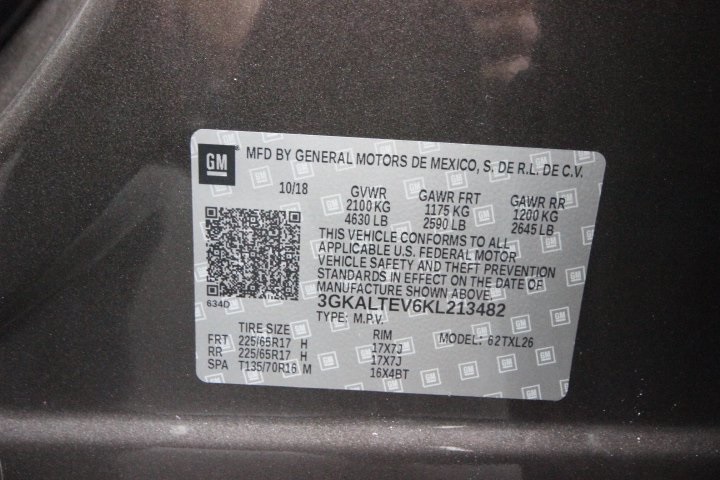 GM MFD BY GENERAL MOTORS DE MEXICO, S. DE R.L. DE C.V.
10/18 GVWR GAWR FRT GAWR RR
2100 KG 1175 KG 1200 KG
4630 LB 2590 LB 2645 LB
THIS VEHICLE CONFORMS TO ALL
APPLICABLE U.S. FEDERAL MOTOR
VEHICLE SAFETY AND THEFT PREVENTION
STANDARDS IN EFFECT ON THE DATE OF
MANUFACTURE SHOWN ABOVE.
634D
3GKALTEV6KL213482
TYPE: M.P.V.
TIRE SIZE RIM MODEL: 62TXL26
FRT 225/65R17 H 17X7J
RR 225/65R17 H 17X7J
SPA T135/70R16 M 16X4BT